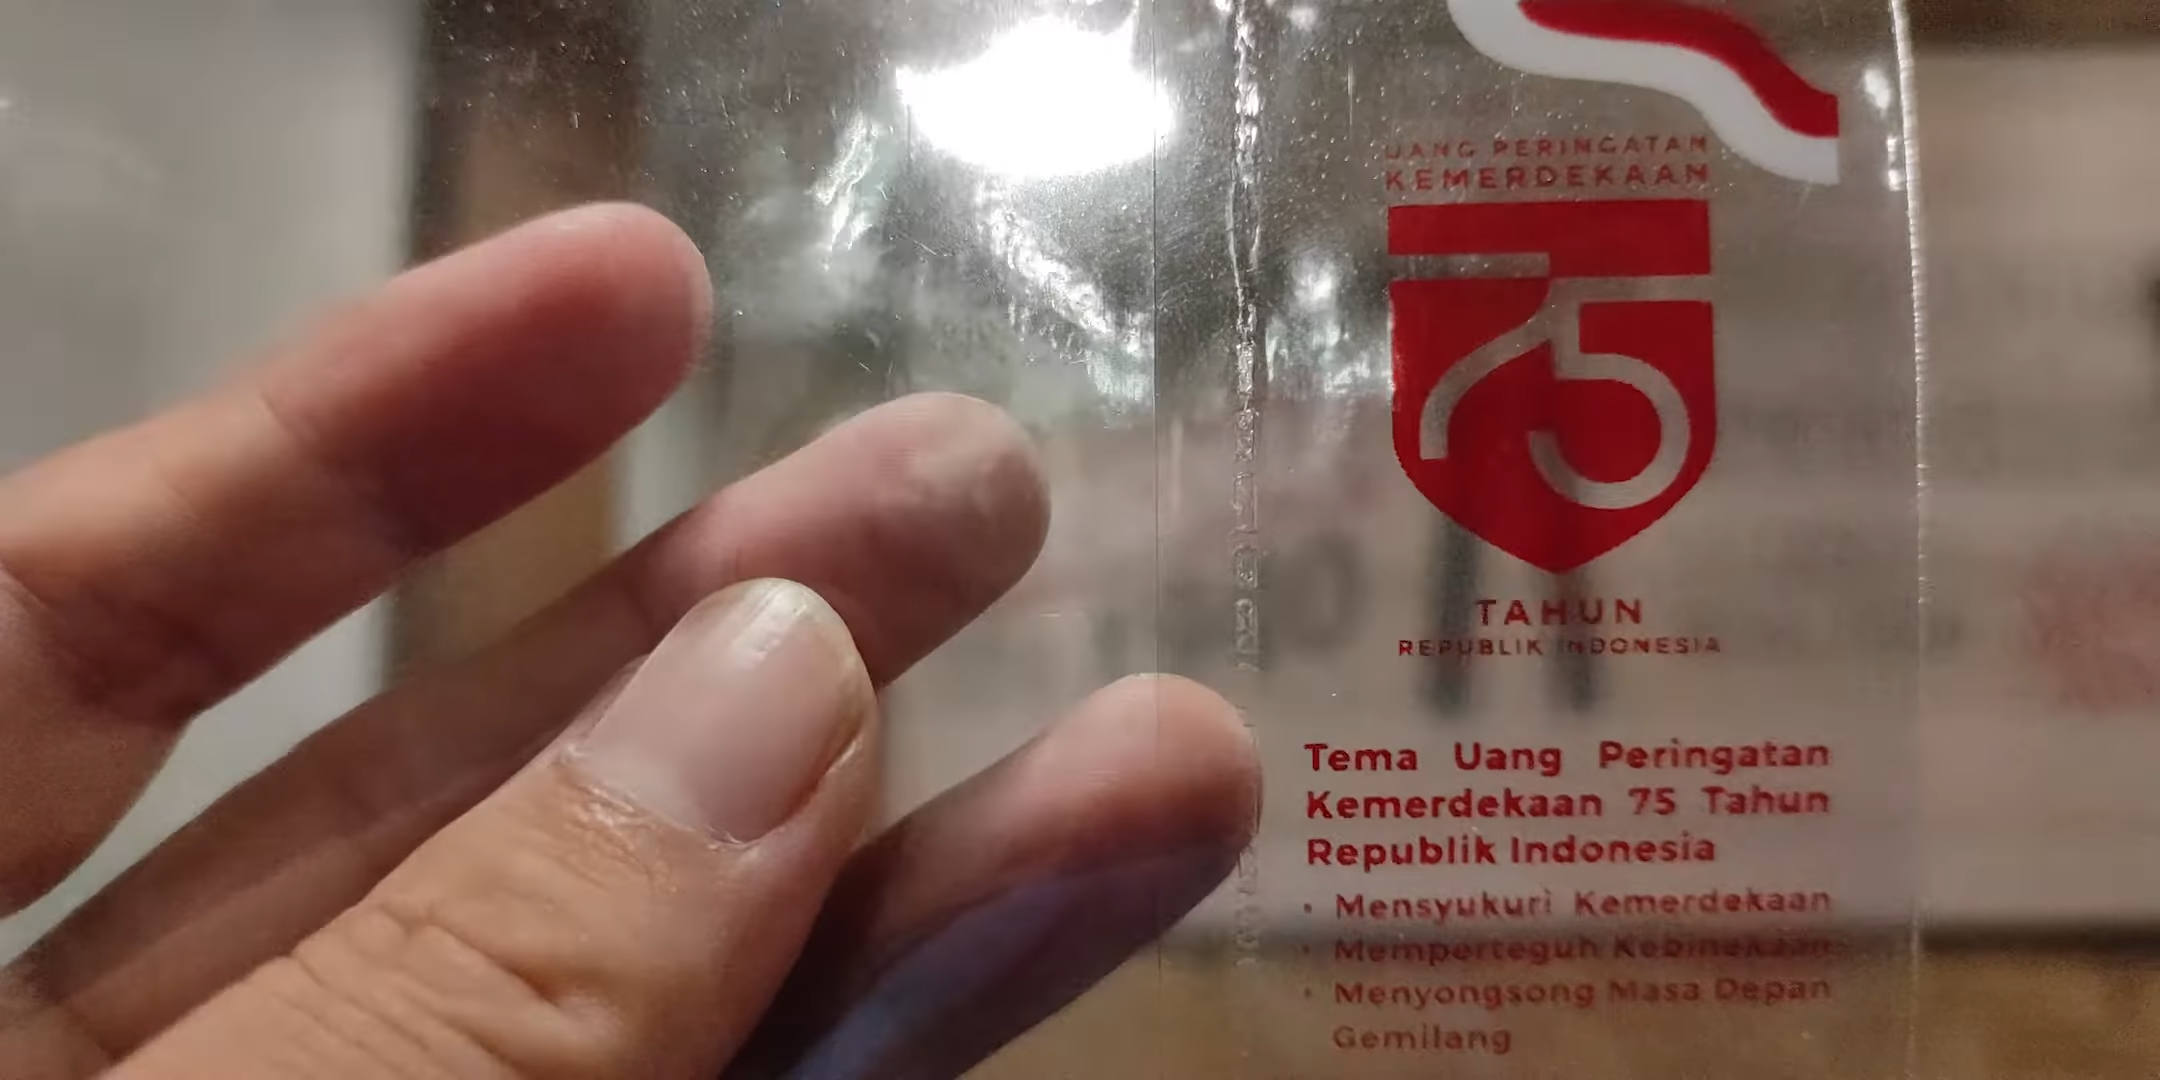 UANG PERINGATAN
KEMERDEKAAN
75
TAHUN
REPUBLIK INDONESIA
Tema Uang Peringatan
Kemerdekaan 75 Tahun
Republik Indonesia
• Mensyukuri Kemerdekaan
• Memperteguh Kebinekaan
• Menyongsong Masa Depan
Gemilang